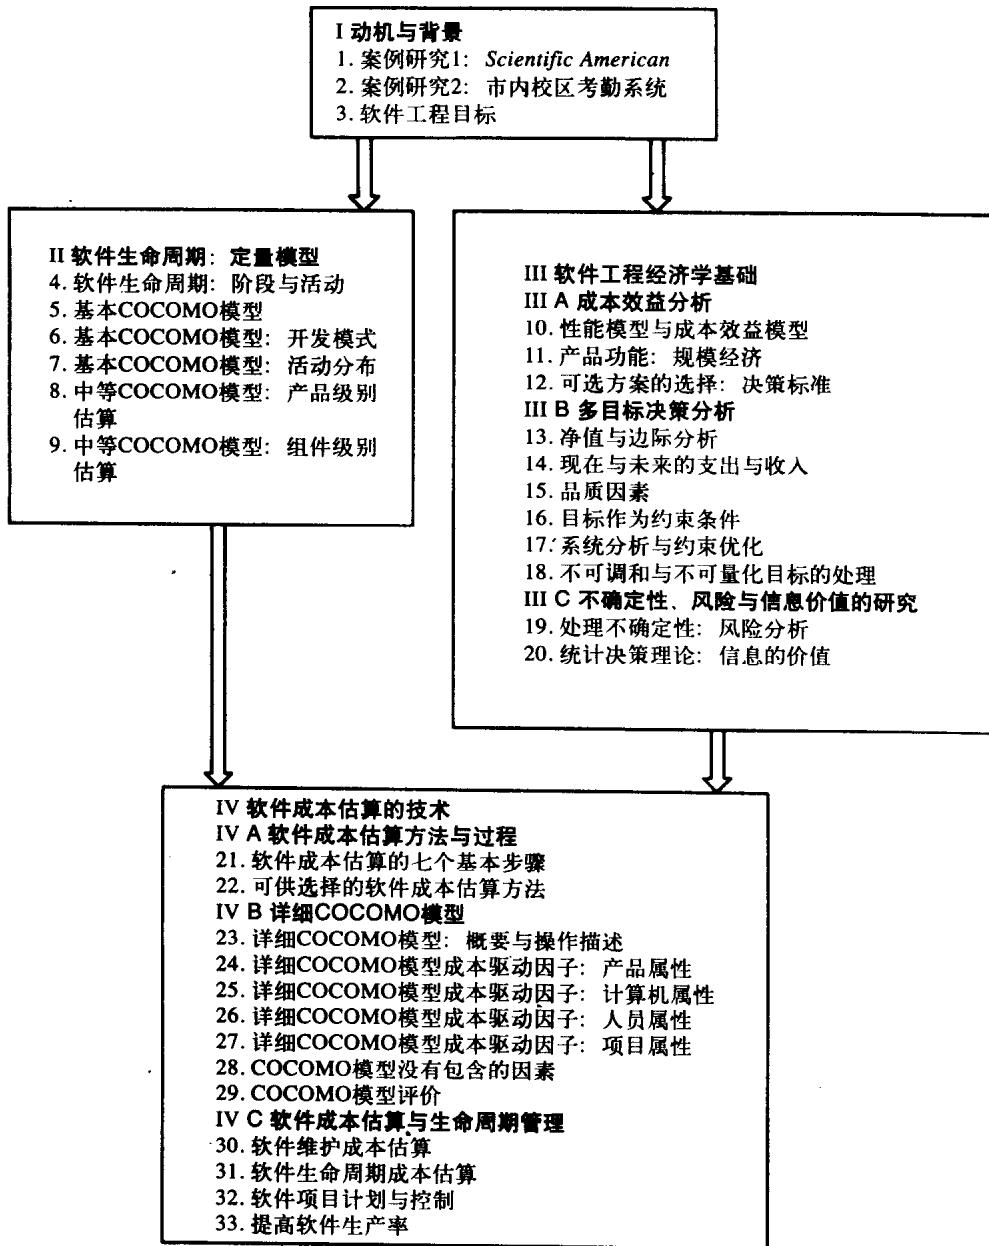 I 动机与背景
1. 案例研究1：Scientific American
2. 案例研究2：市内校区考勤系统
3. 软件工程目标
II 软件生命周期：定量模型
4. 软件生命周期：阶段与活动
5. 基本COCOMO模型
6. 基本COCOMO模型：开发模式
7. 基本COCOMO模型：活动分布
8. 中等COCOMO模型：产品级别
估算
9. 中等COCOMO模型：组件级别
估算
III 软件工程经济学基础
III A 成本效益分析
10. 性能模型与成本效益模型
11. 产品功能：规模经济
12. 可选方案的选择：决策标准
III B 多目标决策分析
13. 净值与边际分析
14. 现在与未来的支出与收入
15. 品质因素
16. 目标作为约束条件
17. 系统分析与约束优化
18. 不可调和与不可量化目标的处理
III C 不确定性、风险与信息价值的研究
19. 处理不确定性：风险分析
20. 统计决策理论：信息的价值
IV 软件成本估算的技术
IV A 软件成本估算方法与过程
21. 软件成本估算的七个基本步骤
22. 可供选择的软件成本估算方法
IV B 详细COCOMO模型
23. 详细COCOMO模型：概要与操作描述
24. 详细COCOMO模型成本驱动因子：产品属性
25. 详细COCOMO模型成本驱动因子：计算机属性
26. 详细COCOMO模型成本驱动因子：人员属性
27. 详细COCOMO模型成本驱动因子：项目属性
28. COCOMO模型没有包含的因素
29. COCOMO模型评价
IV C 软件成本估算与生命周期管理
30. 软件维护成本估算
31. 软件生命周期成本估算
32. 软件项目计划与控制
33. 提高软件生产率